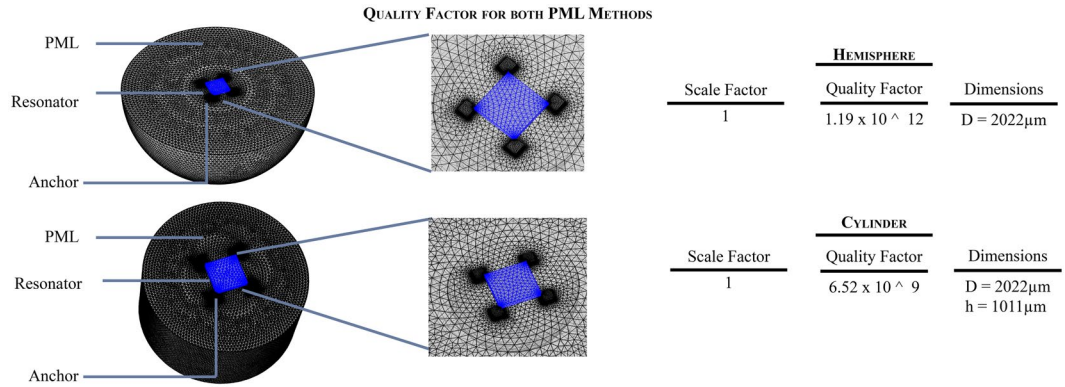 QUALITY FACTOR FOR BOTH PML METHODS
PML
Resonator
Anchor
HEMISPHERE
Scale Factor Quality Factor Dimensions
1 1.19 x 10 ^ 12 D = 2022µm
PML
Resonator
Anchor
CYLINDER
Scale Factor Quality Factor Dimensions
1 6.52 x 10 ^ 9 D = 2022µm
h = 1011µm